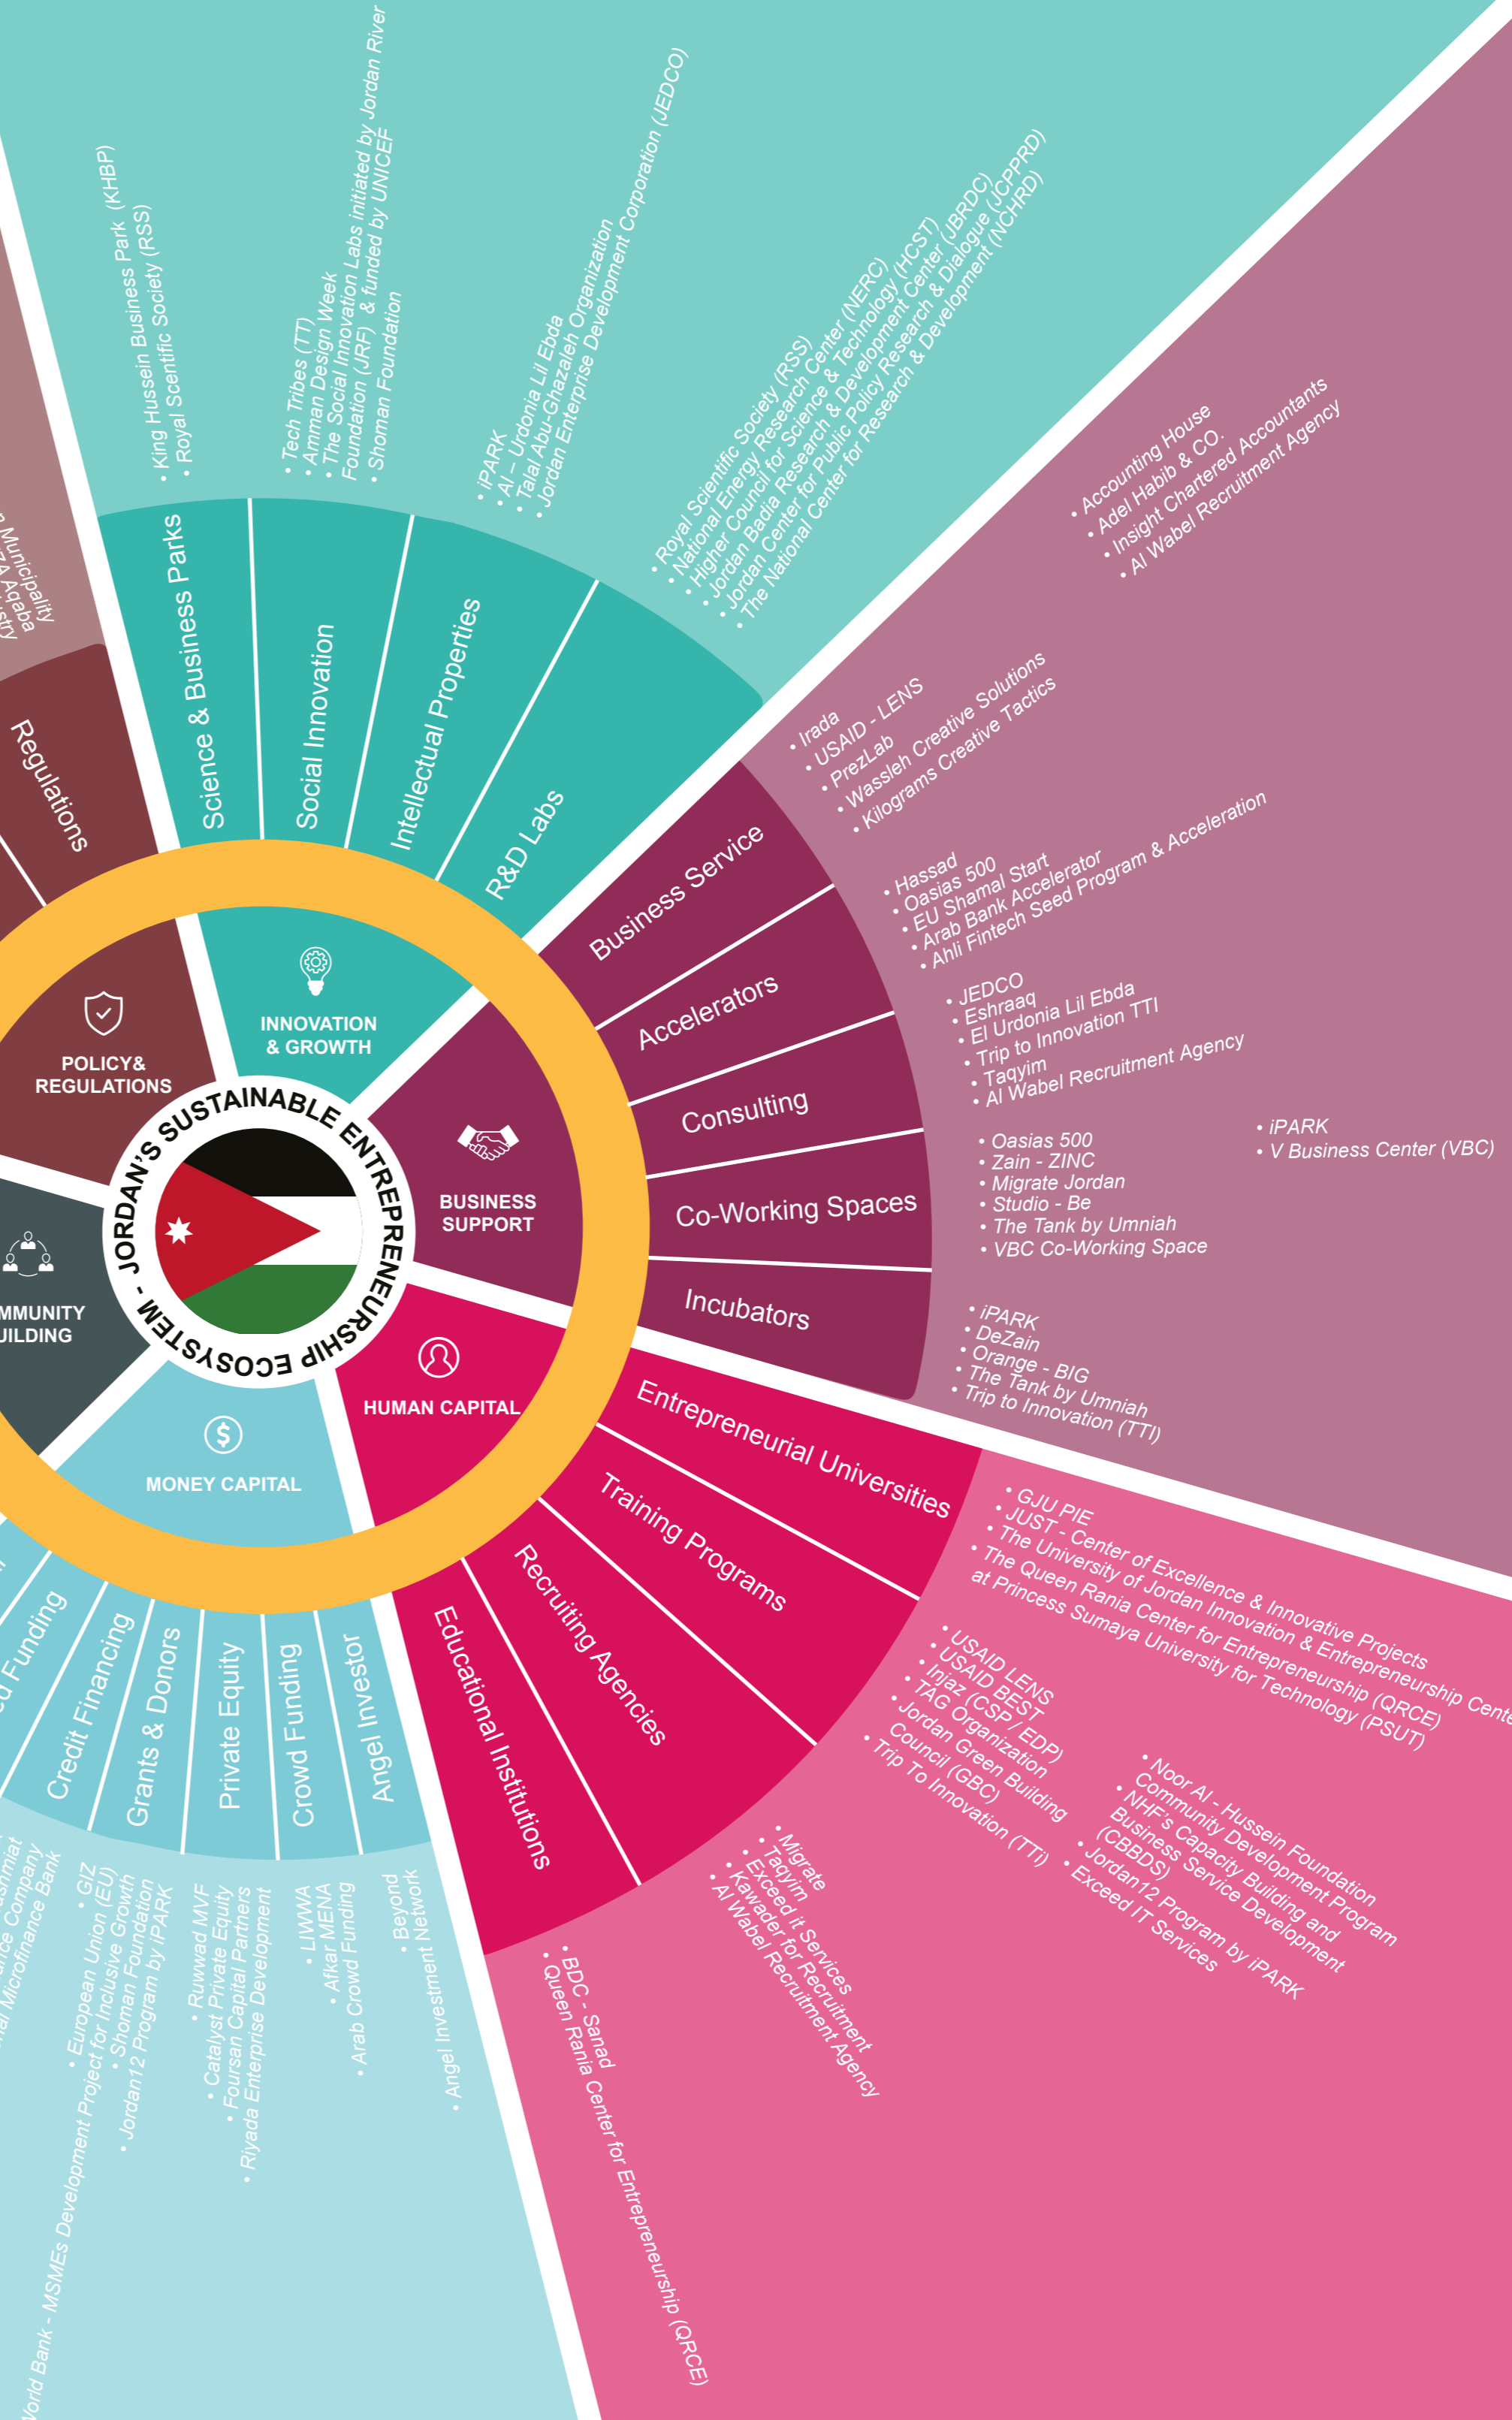 JORDAN'S SUSTAINABLE ENTREPRENEURSHIP ECOSYSTEM -
POLICY&
REGULATIONS
Regulations
Municipality
Aqaba
INNOVATION
& GROWTH
Science & Business Parks
• King Hussein Business Park (KHBP)
• Royal Scentific Society (RSS)
Social Innovation
• Tech Tribes (TT)
• Amman Design Week
• The Social Innovation Labs initiated by Jordan River
Foundation (JRF) & funded by UNICEF
• Shoman Foundation
Intellectual Properties
• iPARK
• Al – Urdonia Lil Ebda
• Talal Abu-Ghazaleh Organization
• Jordan Enterprise Development Corporation (JEDCO)
R&D Labs
• Royal Scientific Society (RSS)
• National Energy Research Center (NERC)
• Higher Council for Science & Technology (HCST)
• Jordan Badia Research & Development Center (JBRDC)
• Jordan Center for Public Policy Research & Dialogue (JCPPRD)
• The National Center for Research & Development (NCHRD)
BUSINESS
SUPPORT
Business Service
• Irada
• USAID - LENS
• PrezLab
• Wassleh Creative Solutions
• Kilograms Creative Tactics
• Accounting House
• Adel Habib & CO.
• Insight Chartered Accountants
• Al Wabel Recruitment Agency
Accelerators
• Hassad
• Oasias 500
• EU Shamal Start
• Arab Bank Accelerator
• Ahli Fintech Seed Program & Acceleration
Consulting
• JEDCO
• Eshraaq
• El Urdonia Lil Ebda
• Trip to Innovation TTI
• Taqyim
• Al Wabel Recruitment Agency
Co-Working Spaces
• Oasias 500
• Zain - ZINC
• Migrate Jordan
• Studio - Be
• The Tank by Umniah
• VBC Co-Working Space
• iPARK
• V Business Center (VBC)
Incubators
• iPARK
• DeZain
• Orange - BIG
• The Tank by Umniah
• Trip to Innovation (TTI)
HUMAN CAPITAL
Entrepreneurial Universities
• GJU PIE
• JUST - Center of Excellence & Innovative Projects
• The University of Jordan Innovation & Entrepreneurship
• The Queen Rania Center for Entrepreneurship (QRCE)
at Princess Sumaya University for Technology (PSUT)
Training Programs
• USAID LENS
• USAID BEST
• Injaz (CSP / EDP)
• TAG Organization
• Jordan Green Building
Council (GBC)
• Trip To Innovation (TTi)
• Noor Al - Hussein Foundation
Community Development Program
• NHF's Capacity Building and
Business Service Development
(CBBDS)
• Jordan12 Program by iPARK
• Exceed IT Services
Recruiting Agencies
• Migrate
• Taqyim
• Exceed it Services
• Kawader for Recruitment
• Al Wabel Recruitment Agency
Educational Institutions
• BDC - Sanad
• Queen Rania Center for Entrepreneurship (QRCE)
MONEY CAPITAL
Angel Investor
• Beyond
• Angel Investment Network
Crowd Funding
• LIWWA
• Afkar MENA
• Arab Crowd Funding
Private Equity
• Ruwwad MVF
• Catalyst Private Equity
• Foursan Capital Partners
• Riyada Enterprise Development
Grants & Donors
• GIZ
• European Union (EU)
World Bank - MSMEs Development Project for Inclusive Growth
• Shoman Foundation
• Jordan12 Program by iPARK
Credit Financing
Company
Microfinance Bank
Funding